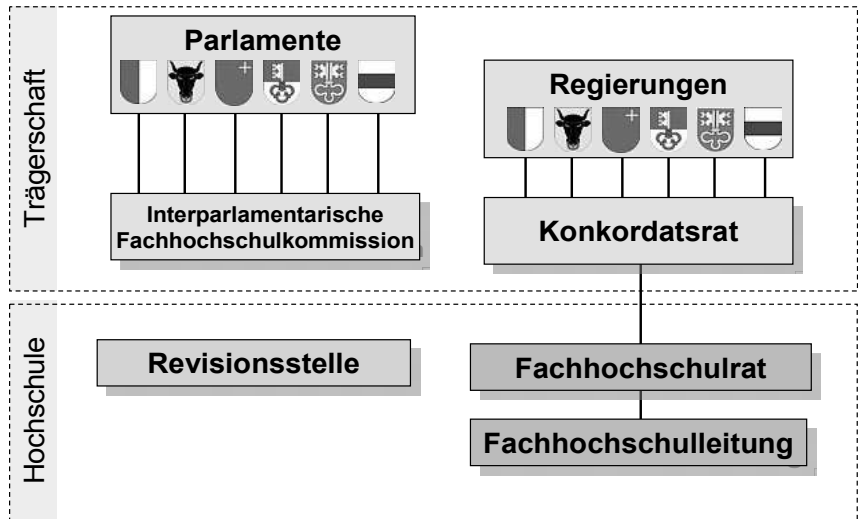 Trägerschaft
Parlamente
Interparlamentarische
Fachhochschulkommission
Regierungen
Konkordatsrat
Hochschule
Revisionsstelle
Fachhochschulrat
Fachhochschulleitung